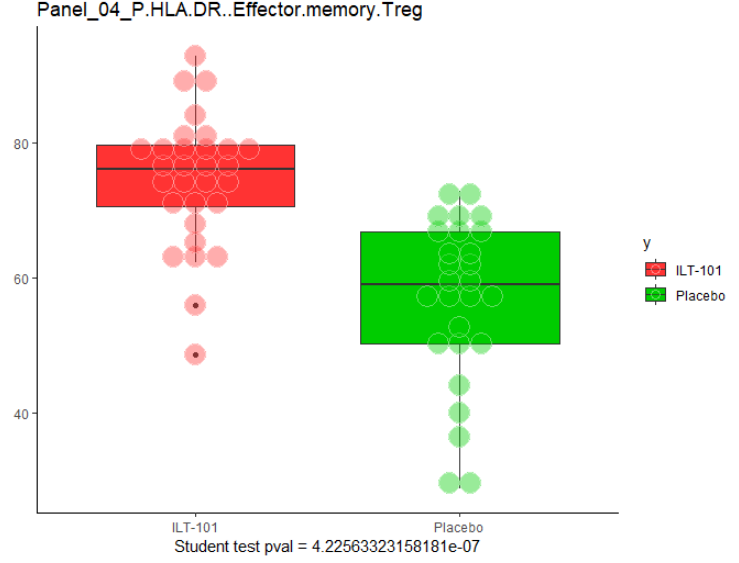 Panel_04_P.HLA.DR..Effector.memory.Treg
80
60
40
ILT-101
Placebo
Student test pval = 4.22563323158181e-07
y
ILT-101
Placebo